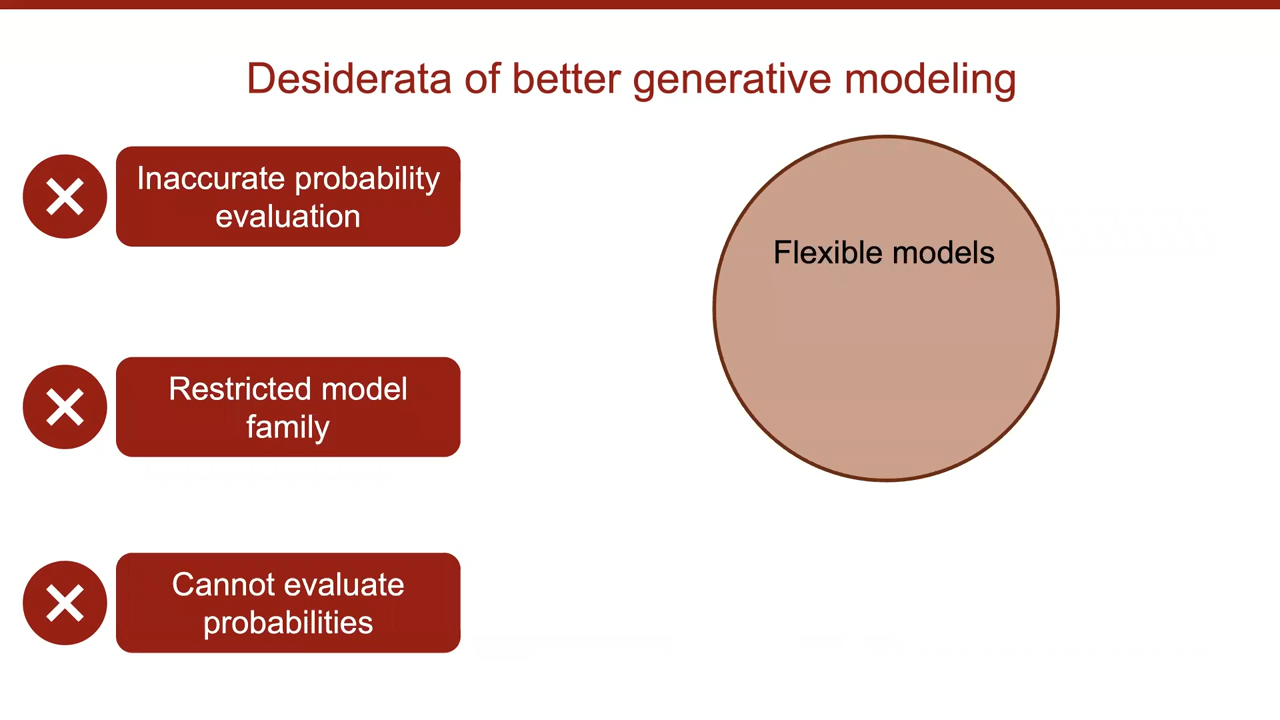 Desiderata of better generative modeling
Inaccurate probability
evaluation
Flexible models
Restricted model
family
Cannot evaluate
probabilities